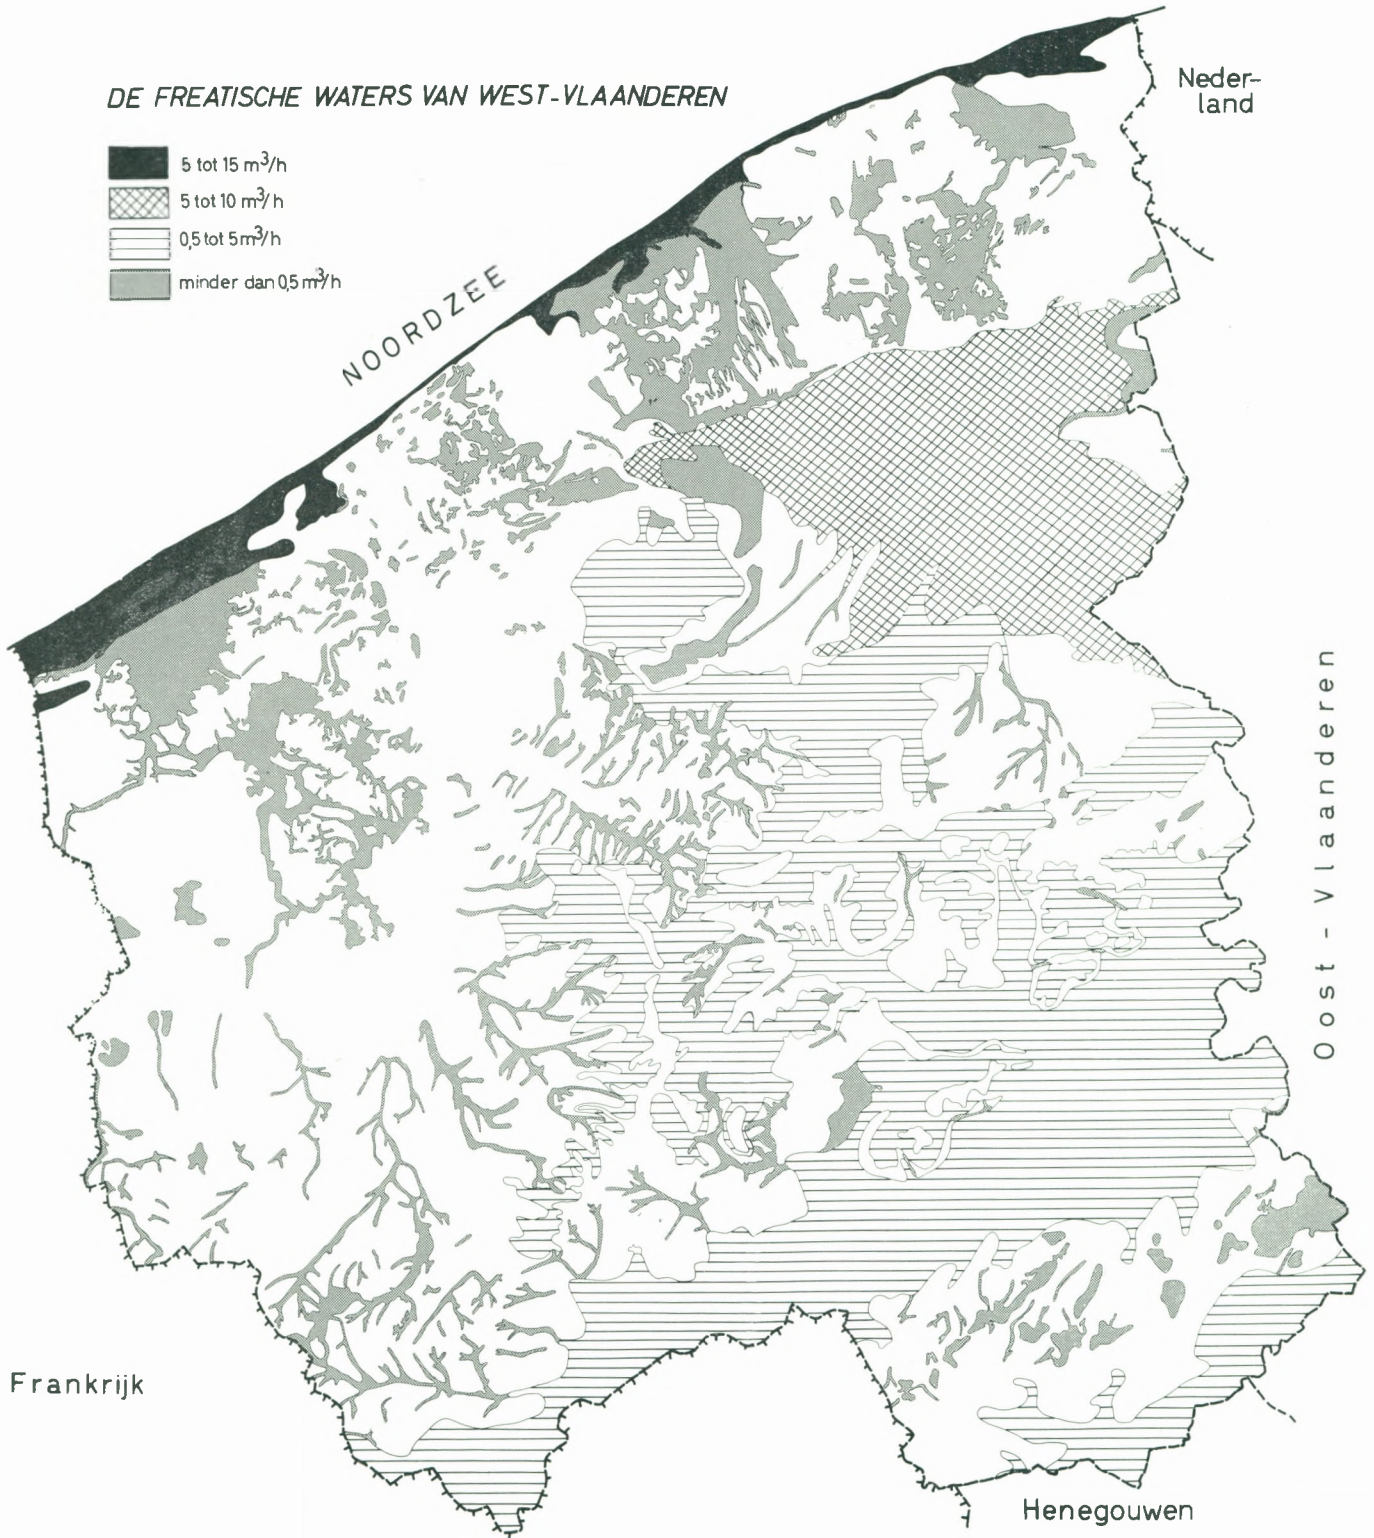 DE FREATISCHE WATERS VAN WEST-VLAANDEREN
5 tot 15 m³/h
5 tot 10 m³/h
0,5 tot 5 m³/h
minder dan 0,5 m³/h
NOORDZEE
Neder-
land
Oost - Vlaanderen
Frankrijk
Henegouwen